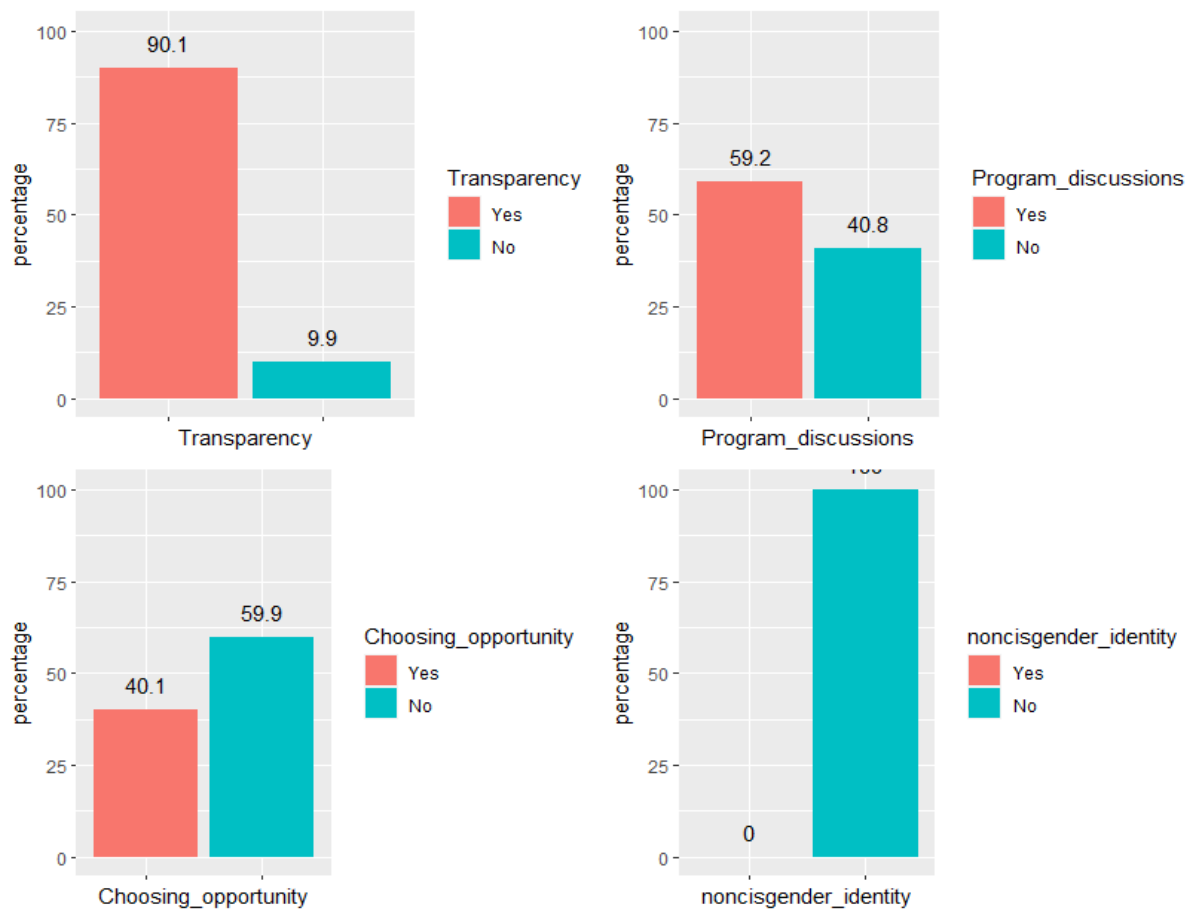 100
75
50
25
0
percentage
90.1
9.9
Transparency
Transparency
Yes
No
100
75
50
25
0
percentage
59.2
40.8
Program_discussions
Program_discussions
Yes
No
100
75
50
25
0
percentage
40.1
59.9
Choosing_opportunity
Choosing_opportunity
Yes
No
100
75
50
25
0
percentage
0
noncisgender_identity
noncisgender_identity
Yes
No